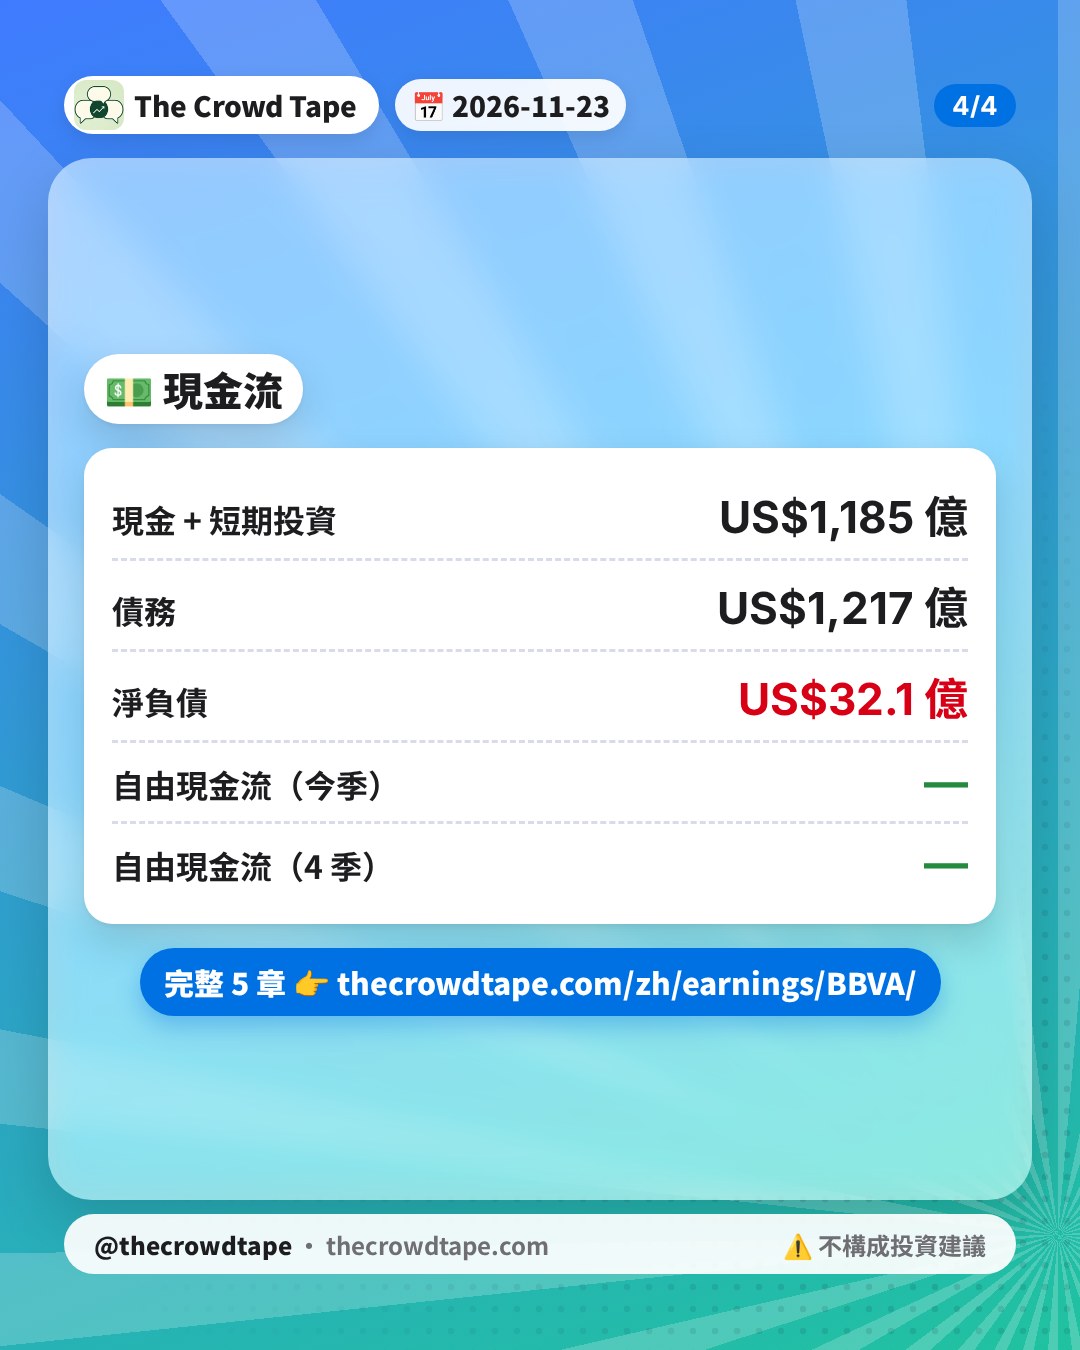 The Crowd Tape
2026-11-23
4/4
現金流
現金 + 短期投資
US$1,185 億
債務
US$1,217 億
淨負債
US$32.1 億
自由現金流（今季）
—
自由現金流（4 季）
—
完整 5 章 👉 thecrowdtape.com/zh/earnings/BBVA/
@thecrowdtape · thecrowdtape.com
⚠️ 不構成投資建議